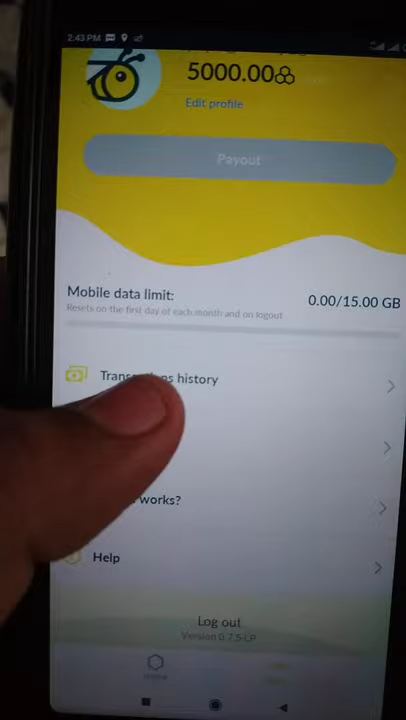 2:43 PM
5000.00
Edit profile
Payout
Mobile data limit:
0.00/15.00 GB
Resets on the first day of each month and on logout
history
works?
Help
Log out
Version 0.7.5-LP
Home